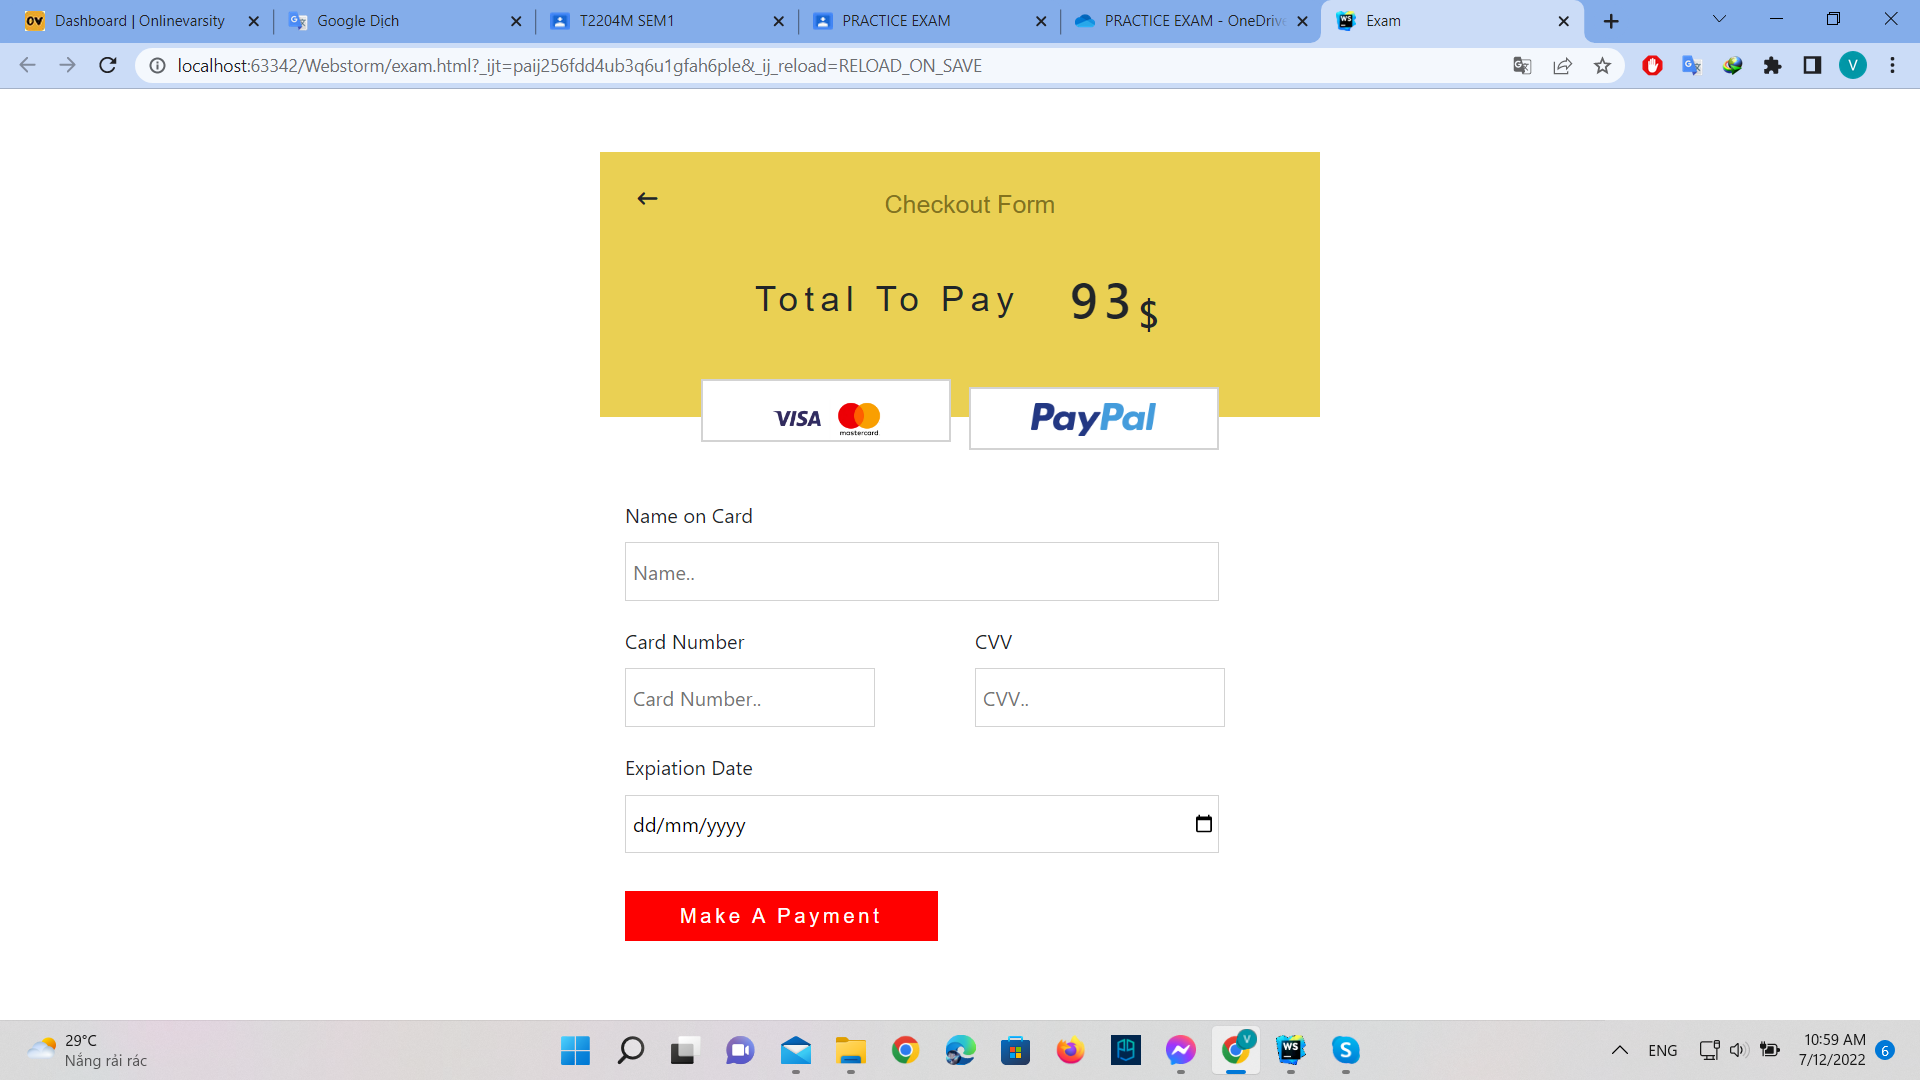 Dashboard | Onlinevarsity
Google Dịch
T2204M SEM1
PRACTICE EXAM
PRACTICE EXAM - OneDrive
Exam
localhost:63342/Webstorm/exam.html?_ijt=paij256fdd4ub3q6u1gfah6ple&_ij_reload=RELOAD_ON_SAVE
V
Checkout Form
Total To Pay 93$
VISA mastercard.
PayPal
Name on Card
Name..
Card Number CVV
Card Number.. CVV..
Expiation Date
dd/mm/yyyy
Make A Payment
29°C
Nắng rải rác
ENG
10:59 AM
7/12/2022
6